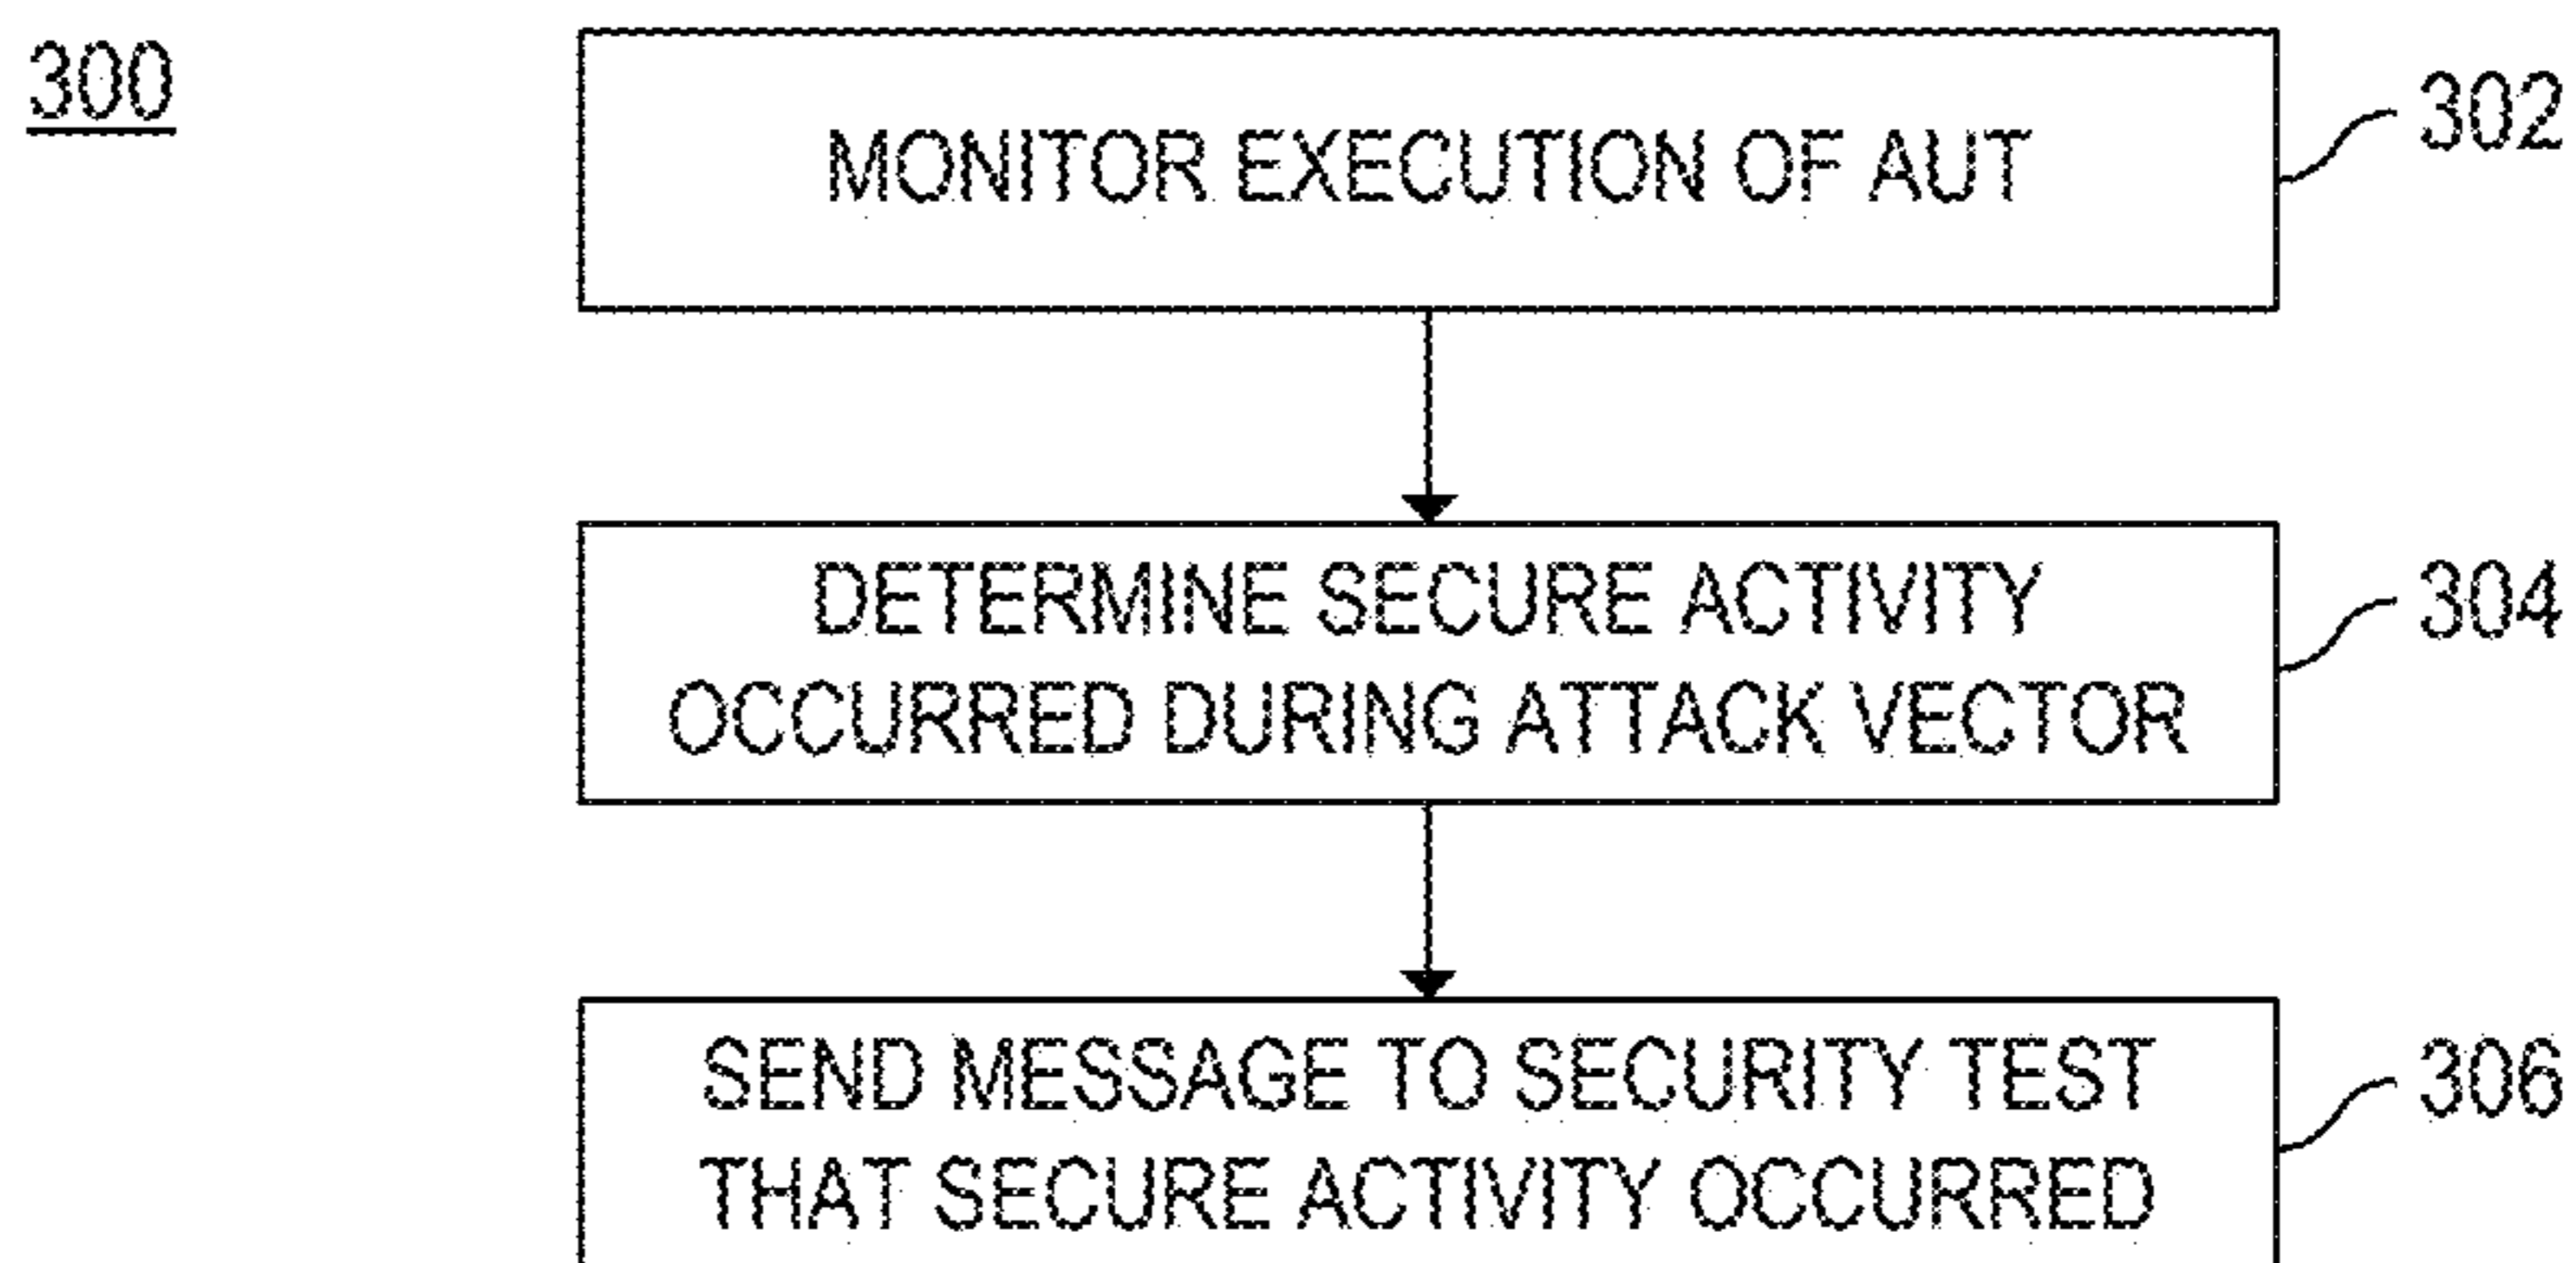 300
MONITOR EXECUTION OF AUT
302
DETERMINE SECURE ACTIVITY
OCCURRED DURING ATTACK VECTOR
304
SEND MESSAGE TO SECURITY TEST
THAT SECURE ACTIVITY OCCURRED
306